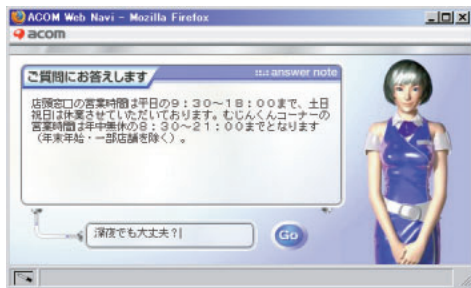 ACOM Web Navi - Mozilla Firefox
acom
ご質問にお答えします
answer note
店頭窓口の営業時間は平日の9：30～18：00まで、土日
祝日は休業させていただいております。むじんくんコーナーの
営業時間は年中無休の8：30～21：00までとなります
（年末年始・一部店舗を除く）。
深夜でも大丈夫?
Go